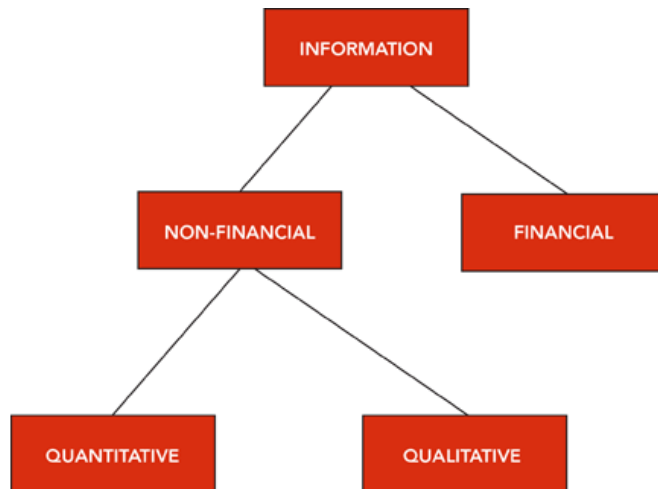 INFORMATION
NON-FINANCIAL
FINANCIAL
QUANTITATIVE
QUALITATIVE